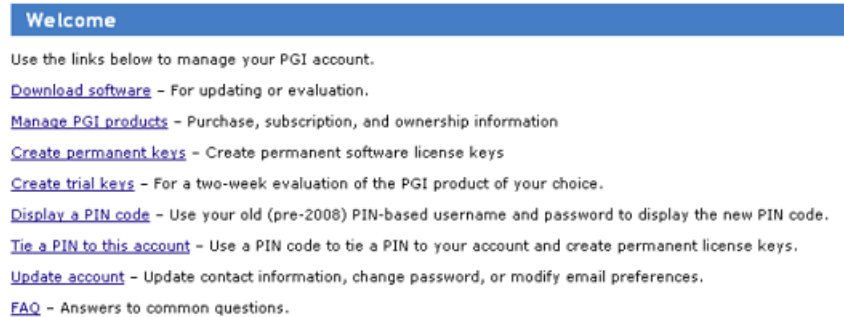 Welcome
Use the links below to manage your PGI account.
Download software – For updating or evaluation.
Manage PGI products – Purchase, subscription, and ownership information
Create permanent keys – Create permanent software license keys
Create trial keys – For a two-week evaluation of the PGI product of your choice.
Display a PIN code – Use your old (pre-2008) PIN-based username and password to display the new PIN code.
Tie a PIN to this account – Use a PIN code to tie a PIN to your account and create permanent license keys.
Update account – Update contact information, change password, or modify email preferences.
FAQ – Answers to common questions.